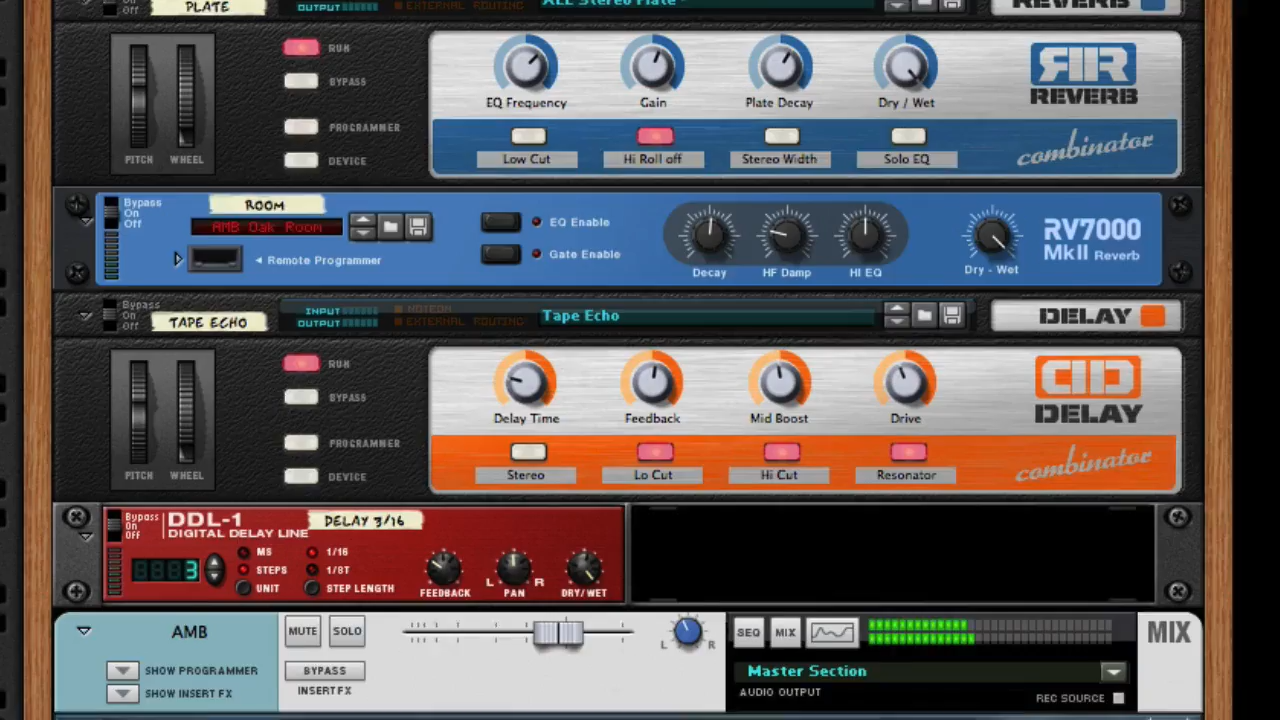 PLATE
OUTPUT
EXTERNAL ROUTING
ALL Stereo Plate
REVERB
RUN
BYPASS
PROGRAMMER
DEVICE
PITCH WHEEL
EQ Frequency Gain Plate Decay Dry / Wet
Low Cut Hi Roll off Stereo Width Solo EQ
REVERB
combinator
Bypass
On
Off
ROOM
AMB Oak Room
Remote Programmer
EQ Enable
Gate Enable
Decay HF Damp HI EQ
Dry - Wet
RV7000
MkII Reverb
Bypass
On
Off
TAPE ECHO
INPUT
OUTPUT
EXTERNAL ROUTING
Tape Echo
DELAY
RUN
BYPASS
PROGRAMMER
DEVICE
PITCH WHEEL
Delay Time Feedback Mid Boost Drive
Stereo Lo Cut Hi Cut Resonator
DELAY
combinator
Bypass
On
Off
DDL-1
DIGITAL DELAY LINE
DELAY 3/16
3
MS
STEPS
UNIT
1/16
1/8T
STEP LENGTH
FEEDBACK
L PAN R
DRY/WET
AMB
SHOW PROGRAMMER
SHOW INSERT FX
MUTE SOLO
BYPASS
INSERT FX
L R
SEQ MIX
Master Section
AUDIO OUTPUT
REC SOURCE
MIX